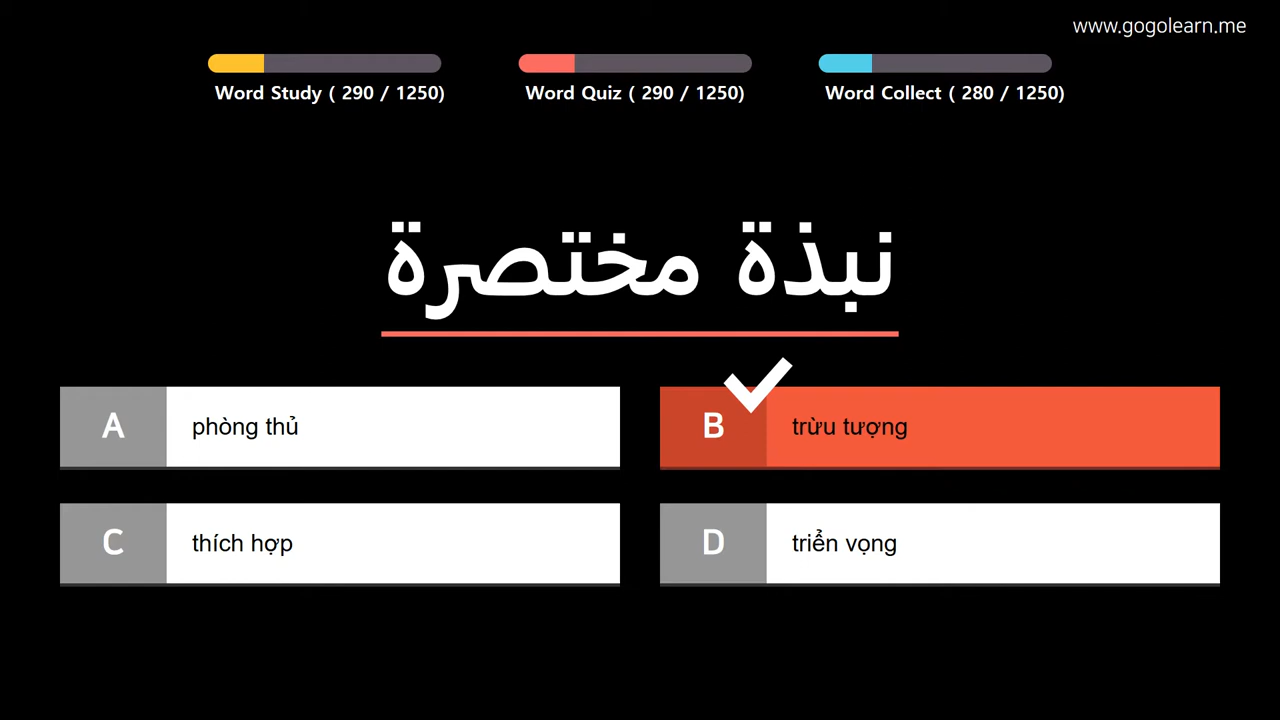 www.gogolearn.me
Word Study ( 290 / 1250)
Word Quiz ( 290 / 1250)
Word Collect ( 280 / 1250)
نبذة مختصرة
A phòng thủ
B trừu tượng
C thích hợp
D triển vọng